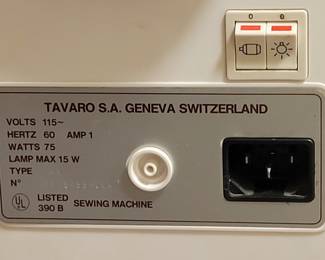 TAVARO S.A. GENEVA SWITZERLAND
VOLTS 115~
HERTZ 60 AMP 1
WATTS 75
LAMP MAX 15 W
TYPE
N°
UL LISTED
390 B SEWING MACHINE